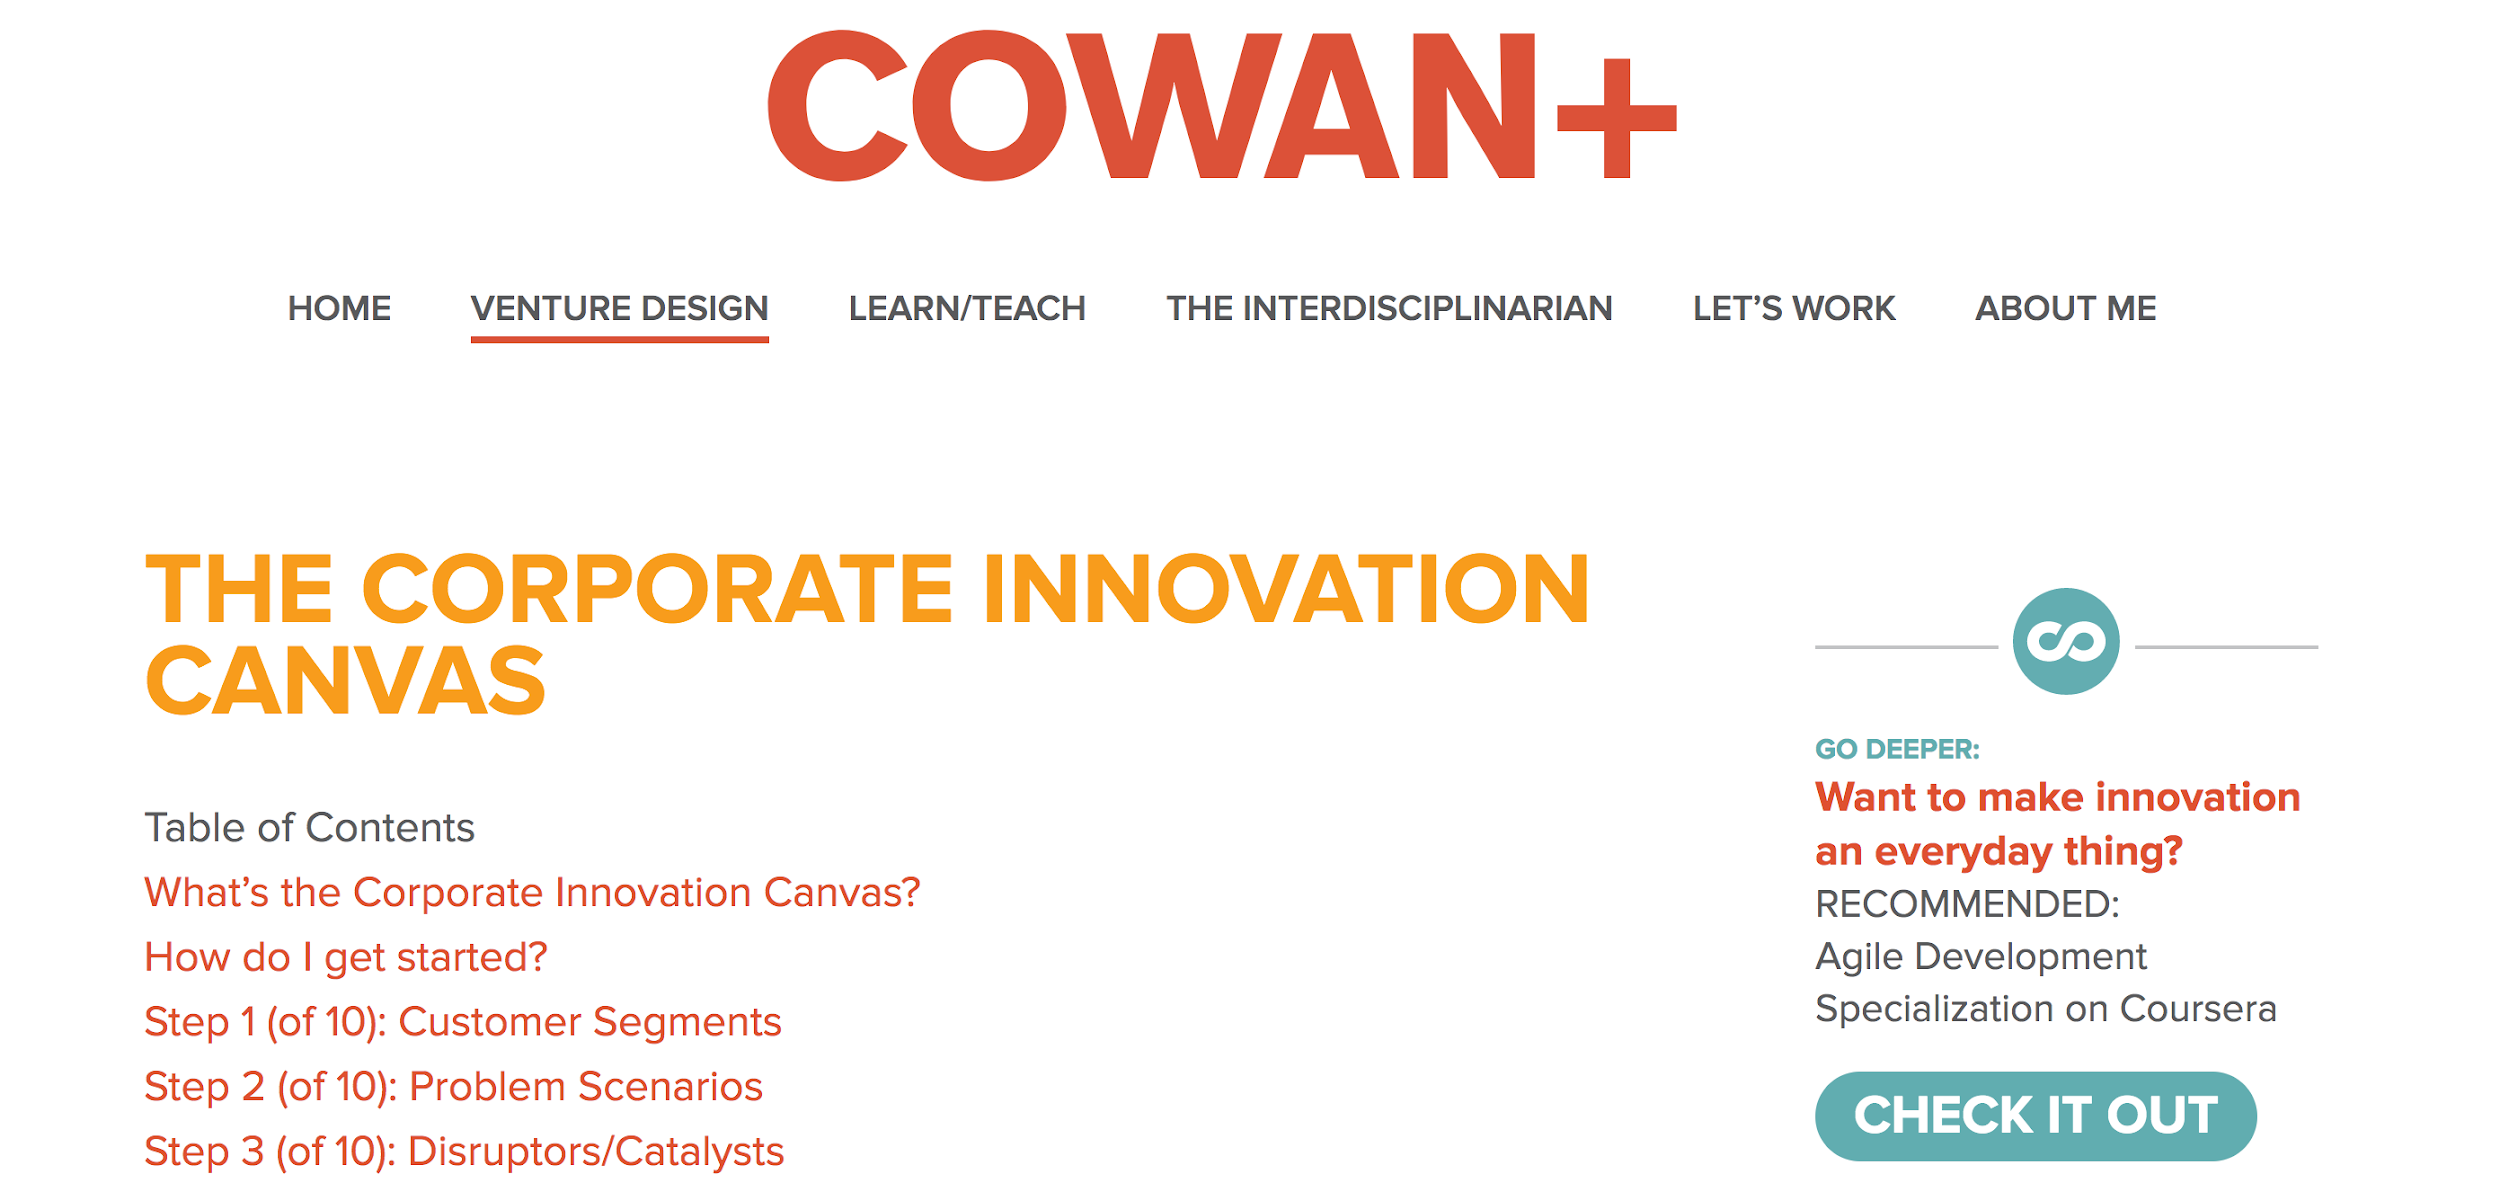 COWAN+
HOME VENTURE DESIGN LEARN/TEACH THE INTERDISCIPLINARIAN LET'S WORK ABOUT ME
THE CORPORATE INNOVATION
CANVAS
Table of Contents
What's the Corporate Innovation Canvas?
How do I get started?
Step 1 (of 10): Customer Segments
Step 2 (of 10): Problem Scenarios
Step 3 (of 10): Disruptors/Catalysts
GO DEEPER:
Want to make innovation
an everyday thing?
RECOMMENDED:
Agile Development
Specialization on Coursera
CHECK IT OUT